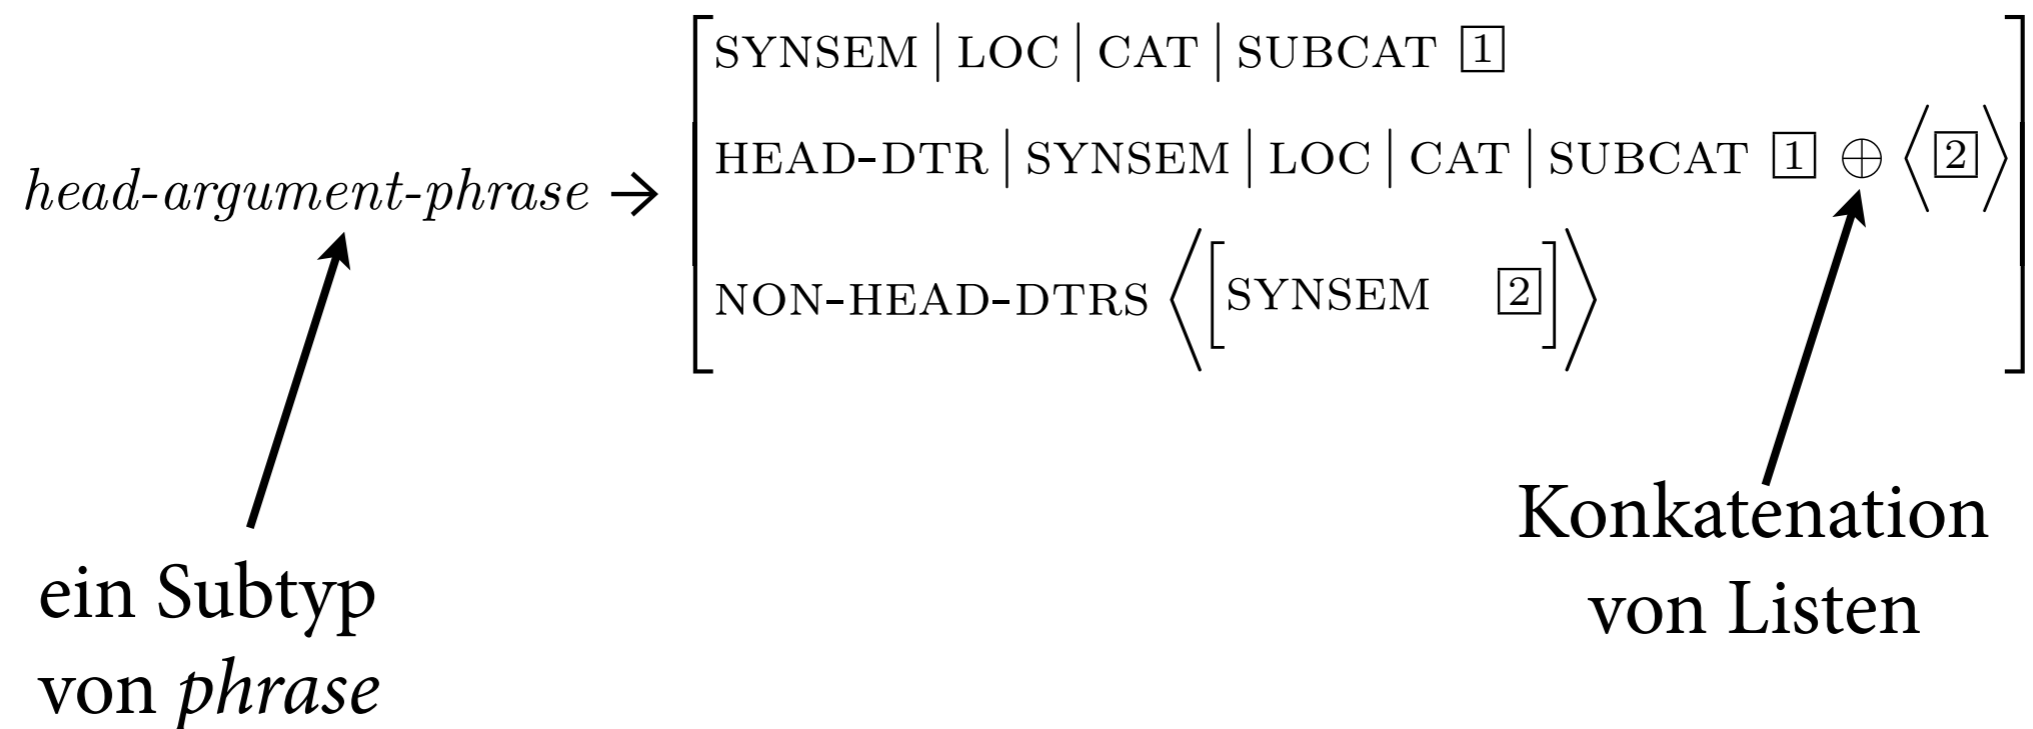 SYNSEM | LOC | CAT | SUBCAT 1
head-argument-phrase → HEAD-DTR | SYNSEM | LOC | CAT | SUBCAT 1 ⊕ ⟨2⟩
NON-HEAD-DTRS ⟨[SYNSEM 2]⟩
ein Subtyp
von phrase
Konkatenation
von Listen